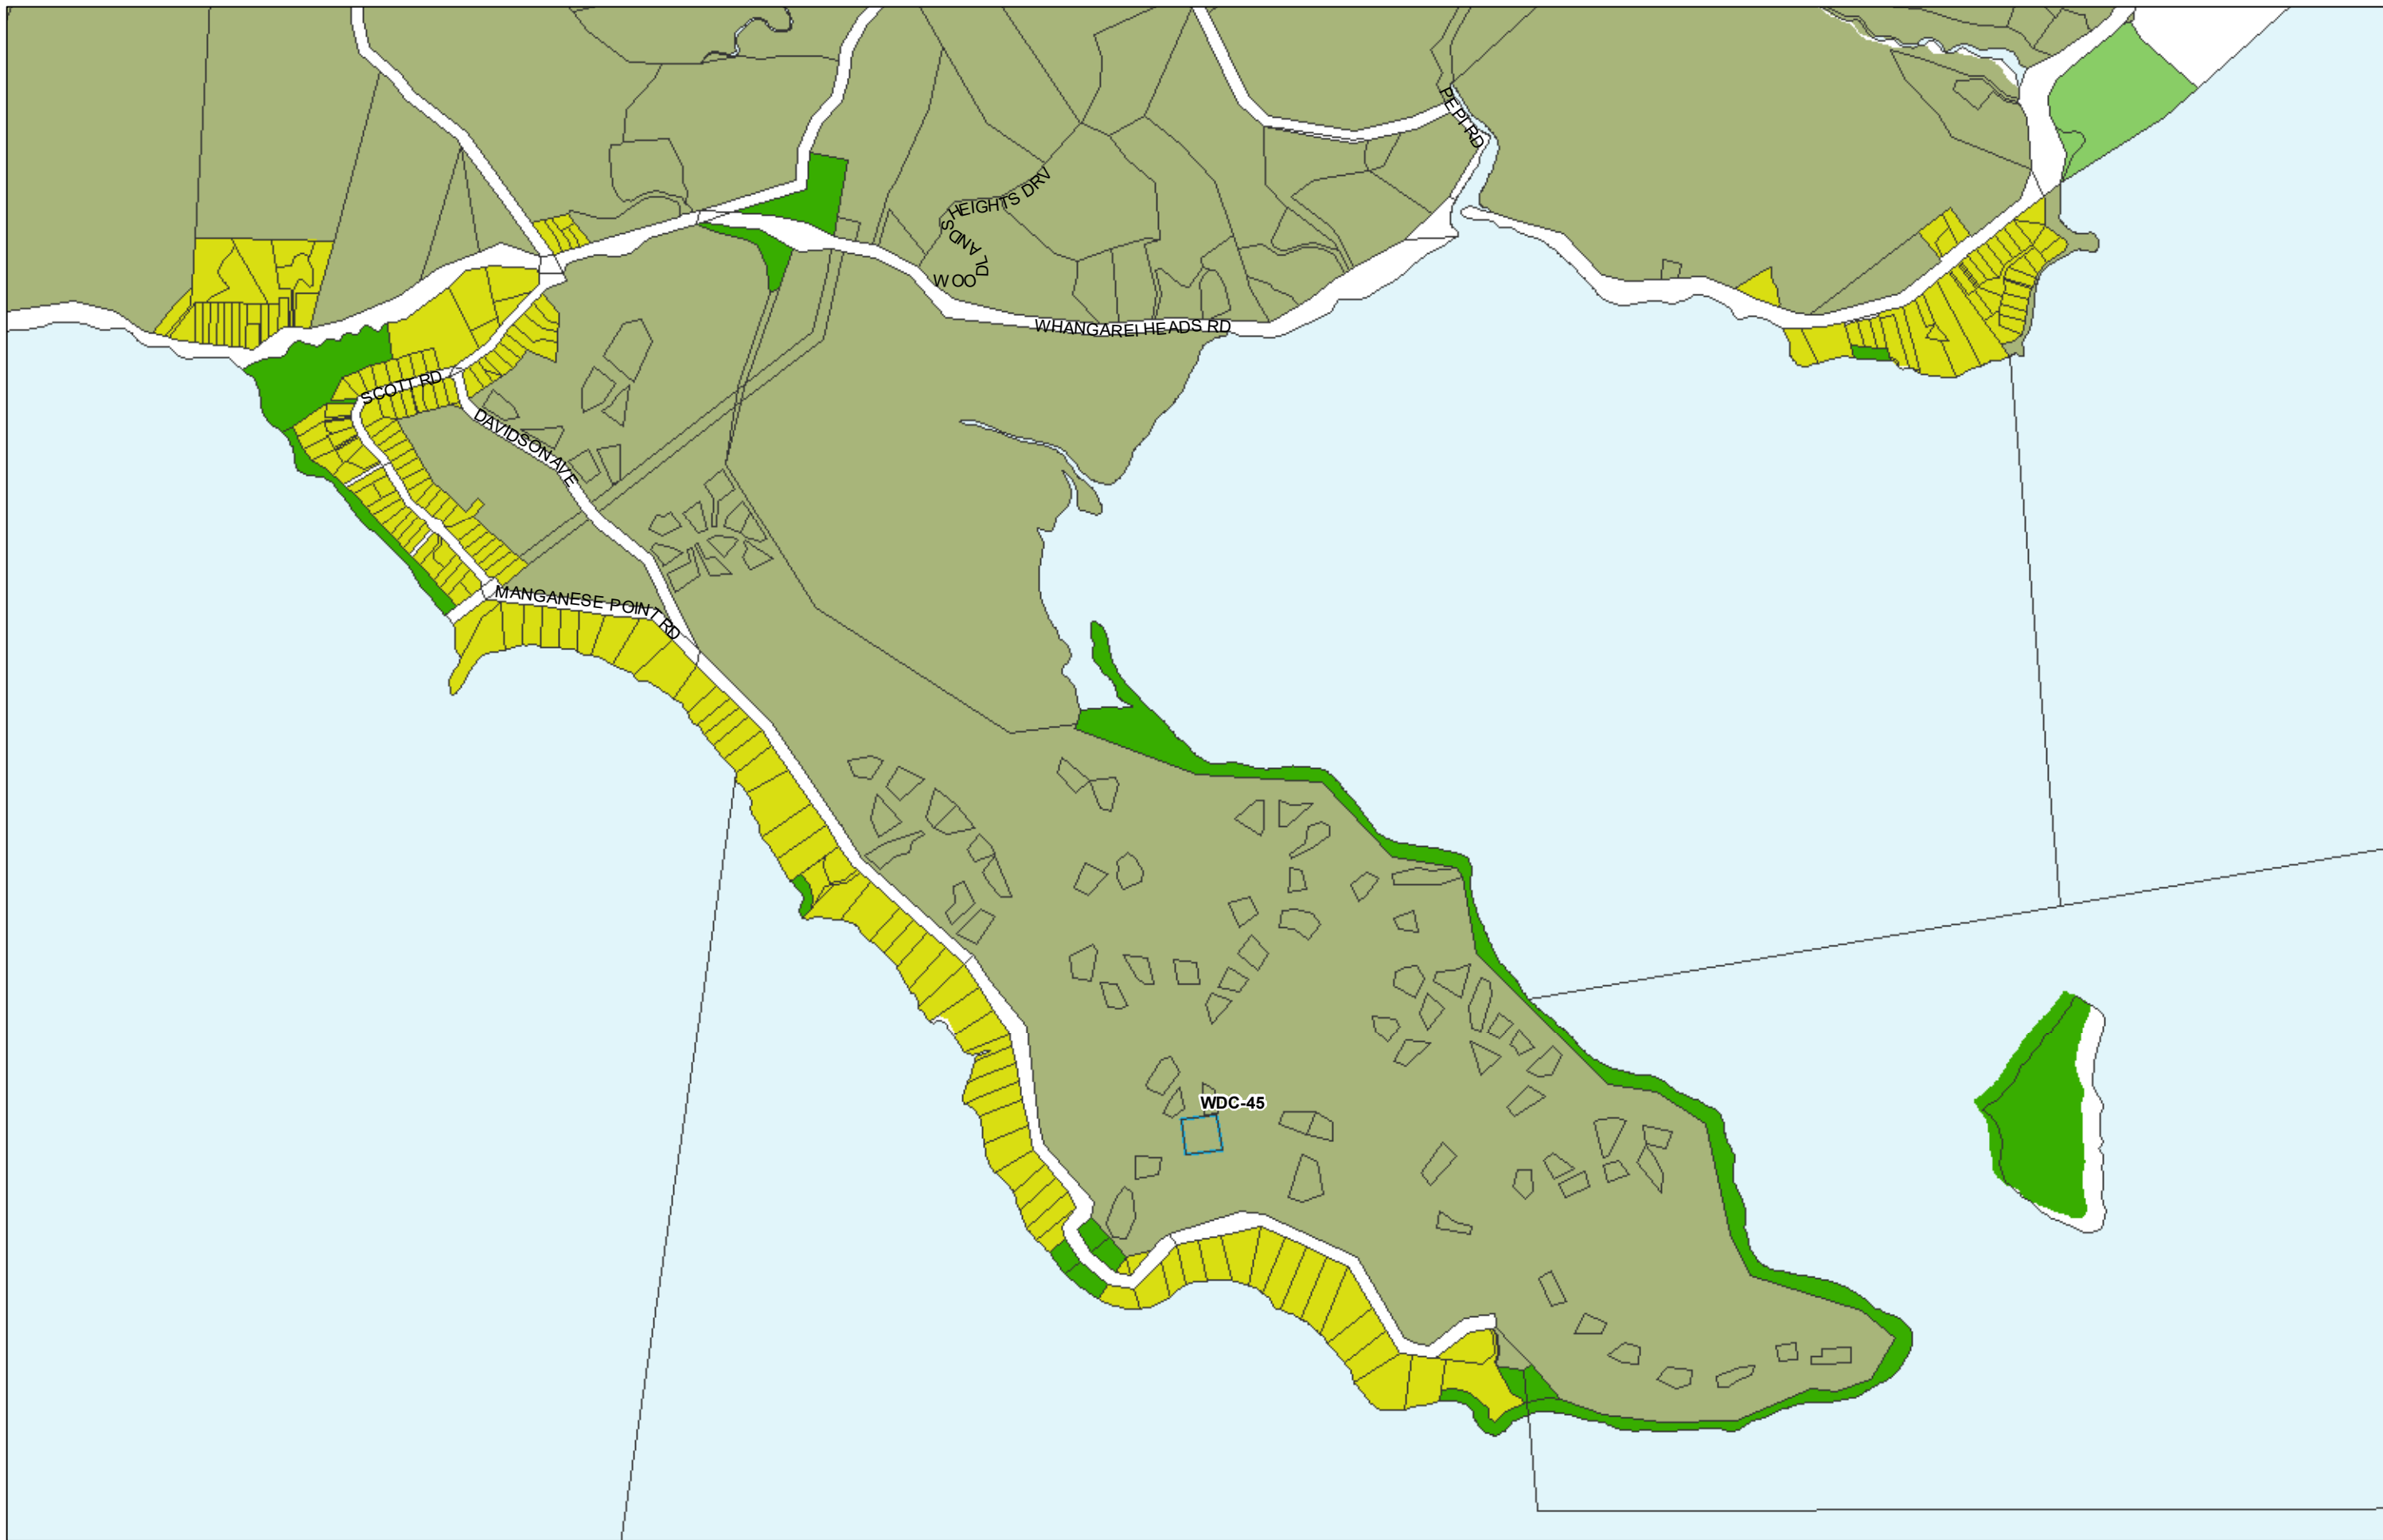 PEPI RD
WOODLANDS HEIGHTS DRV
WHANGAREI HEADS RD
SCOTT RD
DAVIDSON AVE
MANGANESE POINT RD
WDC-45